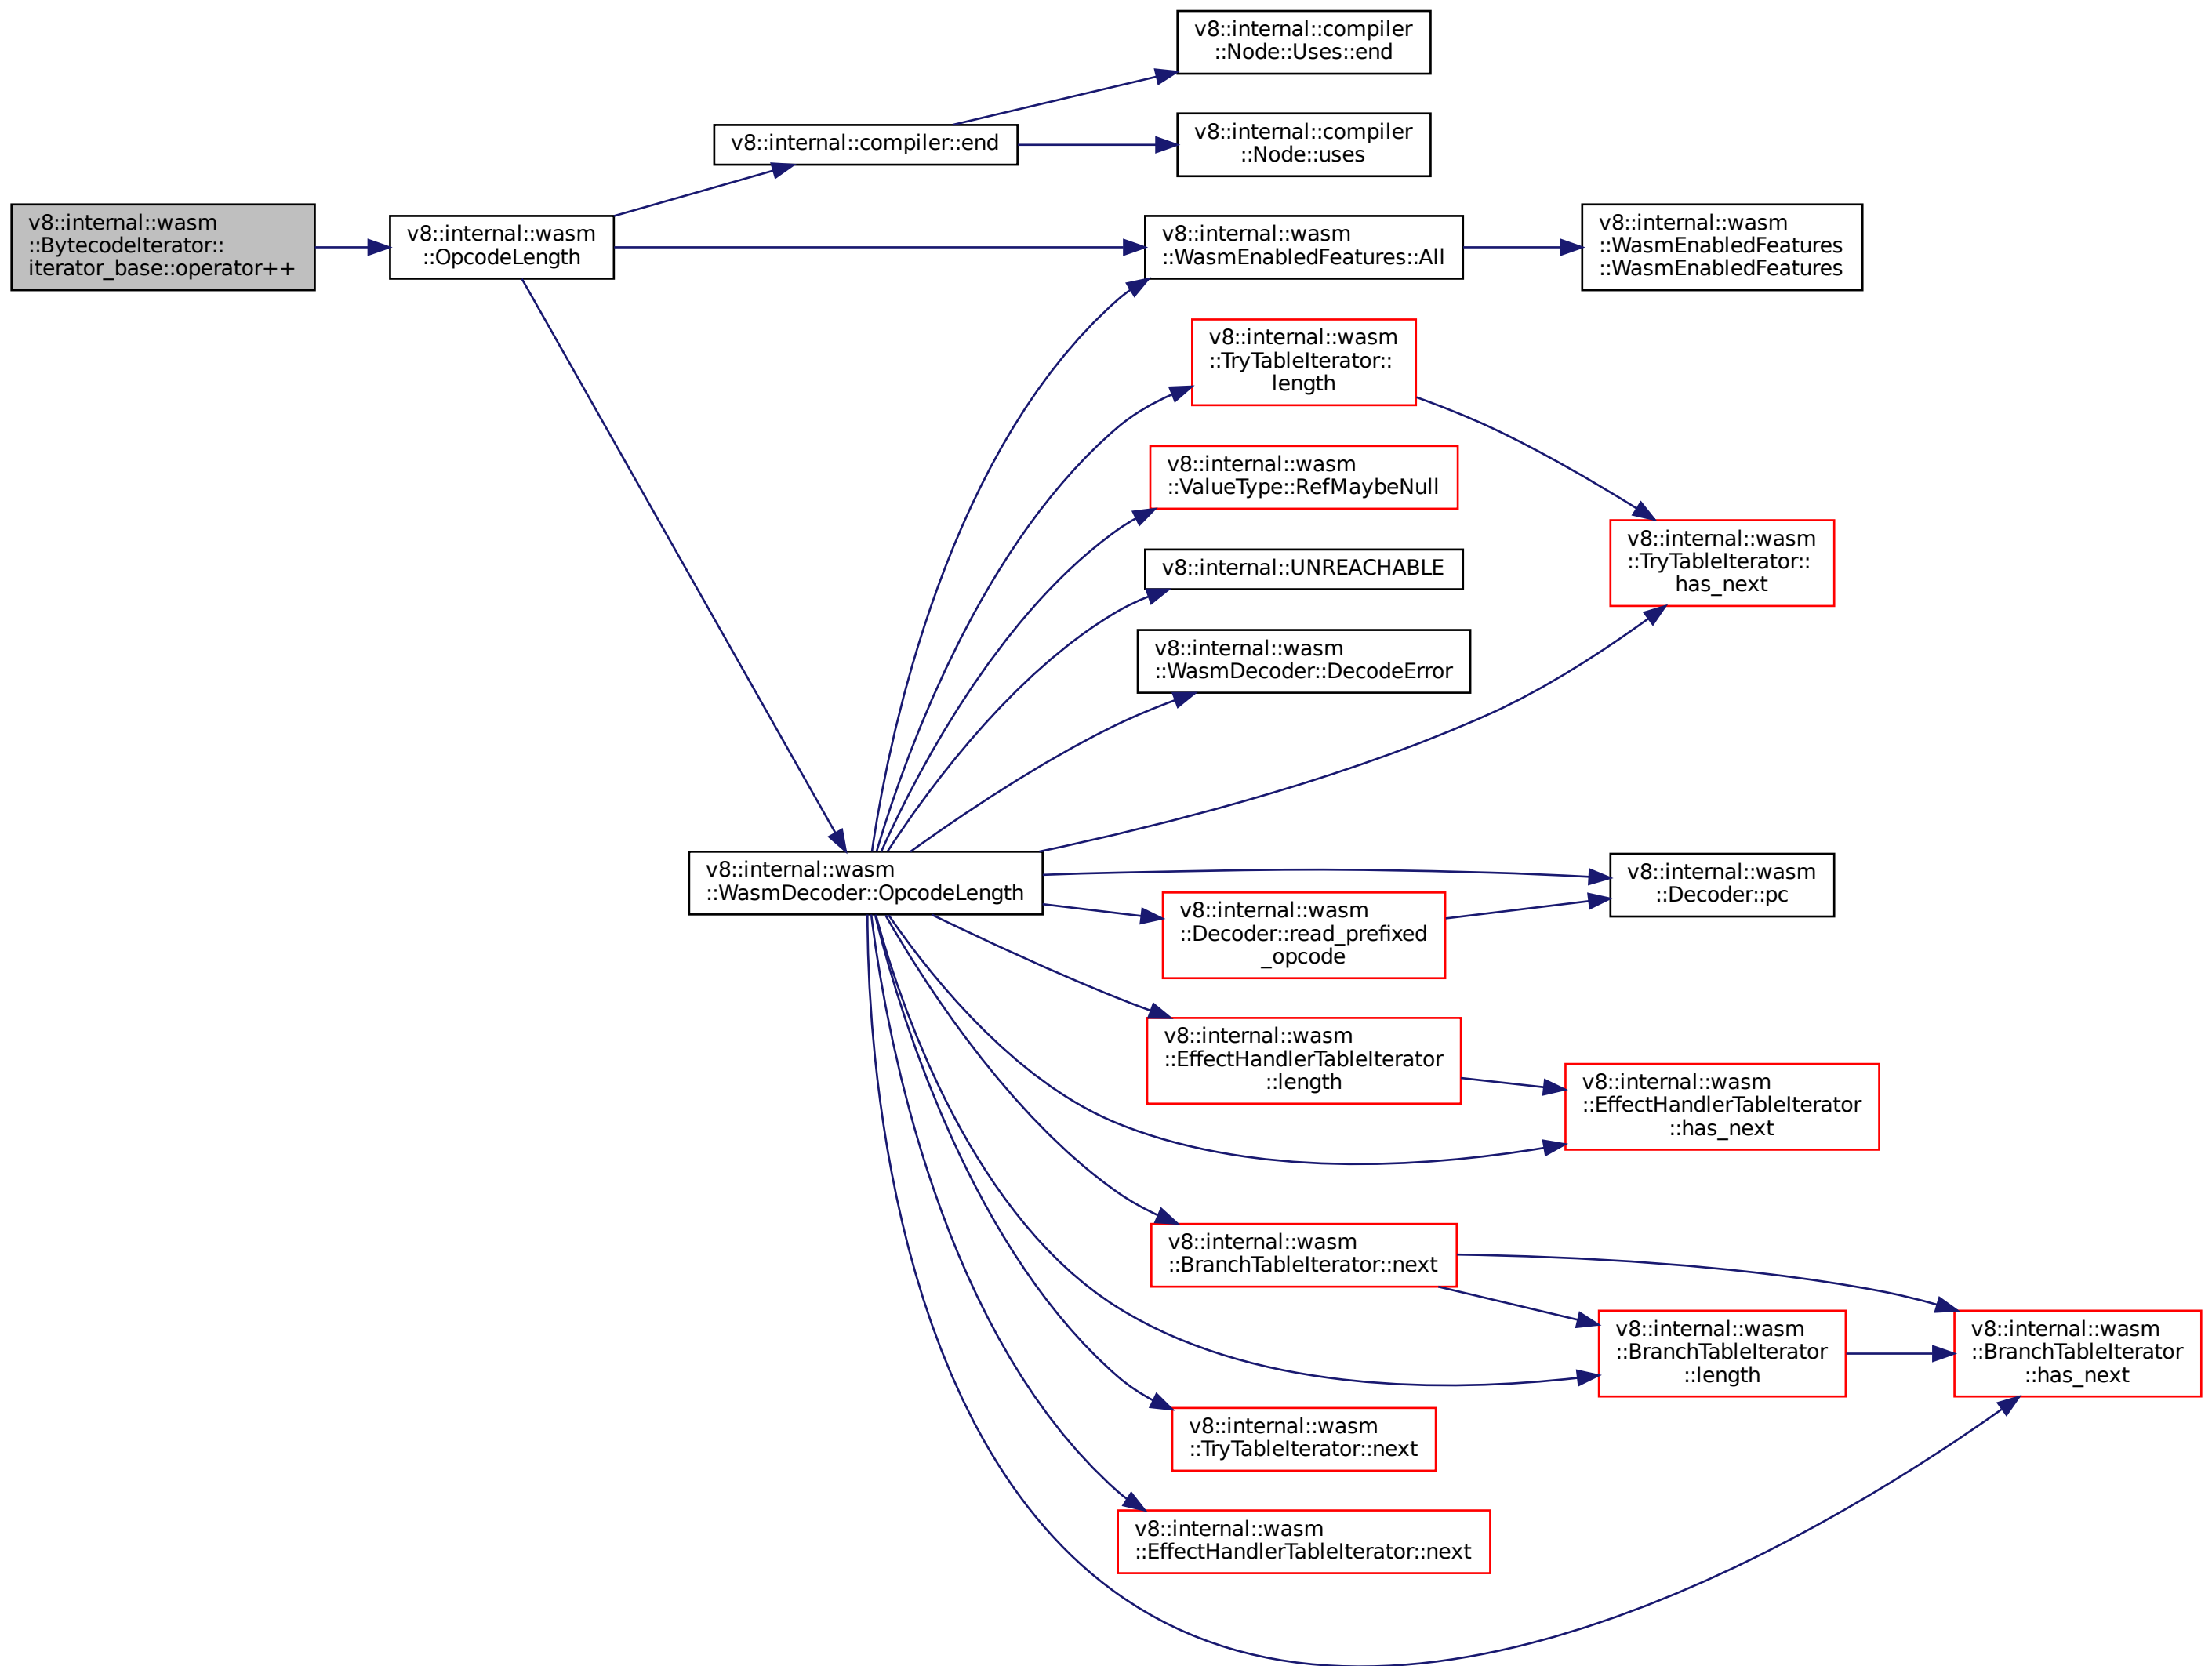 v8::internal::compiler
::Node::Uses::end
v8::internal::compiler::end
v8::internal::compiler
::Node::uses
v8::internal::wasm
::BytecodeIterator::
iterator_base::operator++
v8::internal::wasm
::OpcodeLength
v8::internal::wasm
::WasmEnabledFeatures::All
v8::internal::wasm
::WasmEnabledFeatures
::WasmEnabledFeatures
v8::internal::wasm
::TryTableIterator::
length
v8::internal::wasm
::ValueType::RefMaybeNull
v8::internal::wasm
::TryTableIterator::
has_next
v8::internal::UNREACHABLE
v8::internal::wasm
::WasmDecoder::DecodeError
v8::internal::wasm
::WasmDecoder::OpcodeLength
v8::internal::wasm
::Decoder::pc
v8::internal::wasm
::Decoder::read_prefixed
_opcode
v8::internal::wasm
::EffectHandlerTableIterator
::length
v8::internal::wasm
::EffectHandlerTableIterator
::has_next
v8::internal::wasm
::BranchTableIterator::next
v8::internal::wasm
::BranchTableIterator
::length
v8::internal::wasm
::BranchTableIterator
::has_next
v8::internal::wasm
::TryTableIterator::next
v8::internal::wasm
::EffectHandlerTableIterator::next